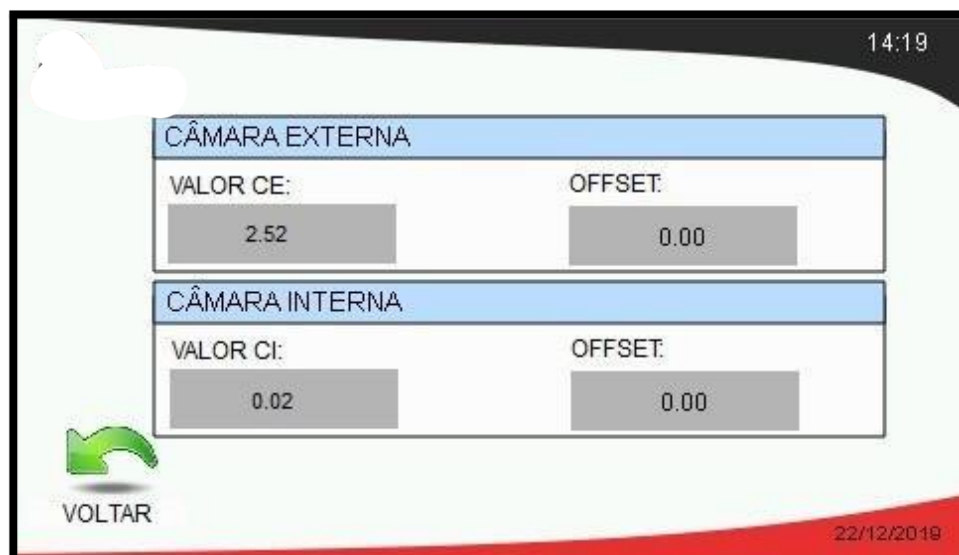 14:19
CÂMARA EXTERNA
VALOR CE: OFFSET:
2.52 0.00
CÂMARA INTERNA
VALOR CI: OFFSET:
0.02 0.00
VOLTAR
22/12/2019